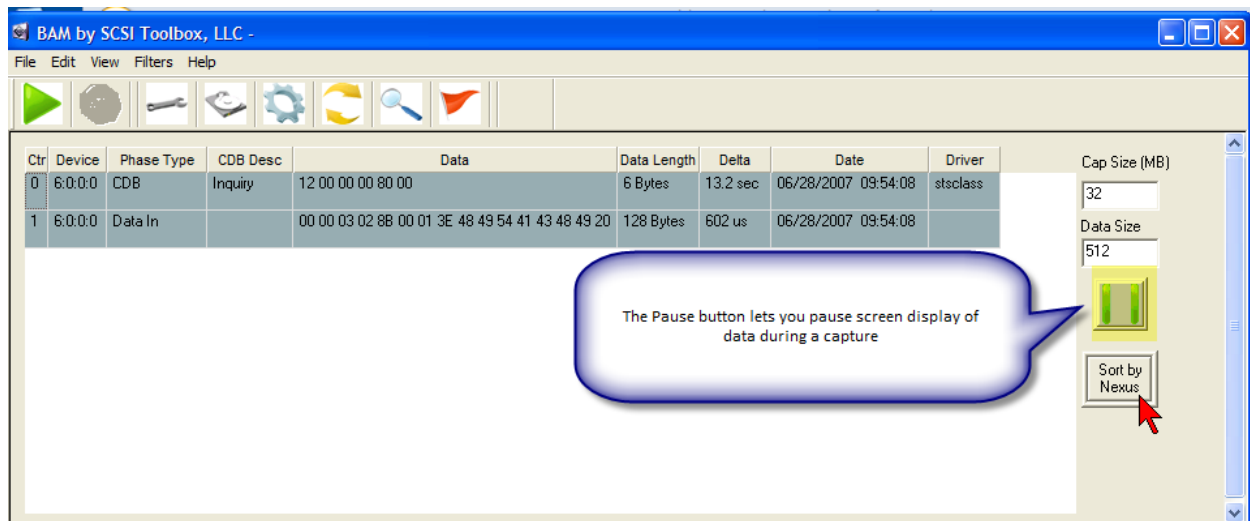 BAM by SCSI Toolbox, LLC -
File Edit View Filters Help
Ctr Device Phase Type CDB Desc Data Data Length Delta Date Driver
0 6:0:0:0 CDB Inquiry 12 00 00 00 80 00 6 Bytes 13.2 sec 06/28/2007 09:54:08 stsclass
1 6:0:0:0 Data In 00 00 03 02 8B 00 01 3E 48 49 54 41 43 48 49 20 128 Bytes 602 us 06/28/2007 09:54:08
Cap Size (MB)
32
Data Size
512
The Pause button lets you pause screen display of
data during a capture
Sort by
Nexus